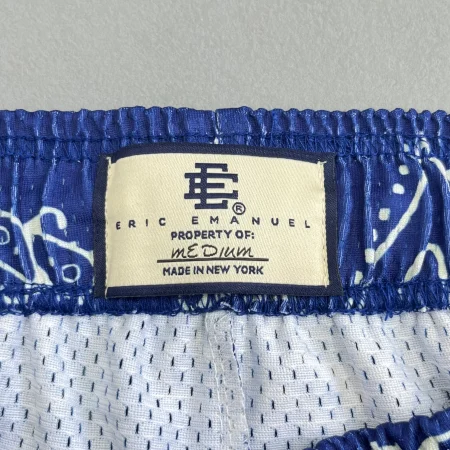 EE®
ERIC EMANUEL
PROPERTY OF:
mEDium
MADE IN NEW YORK